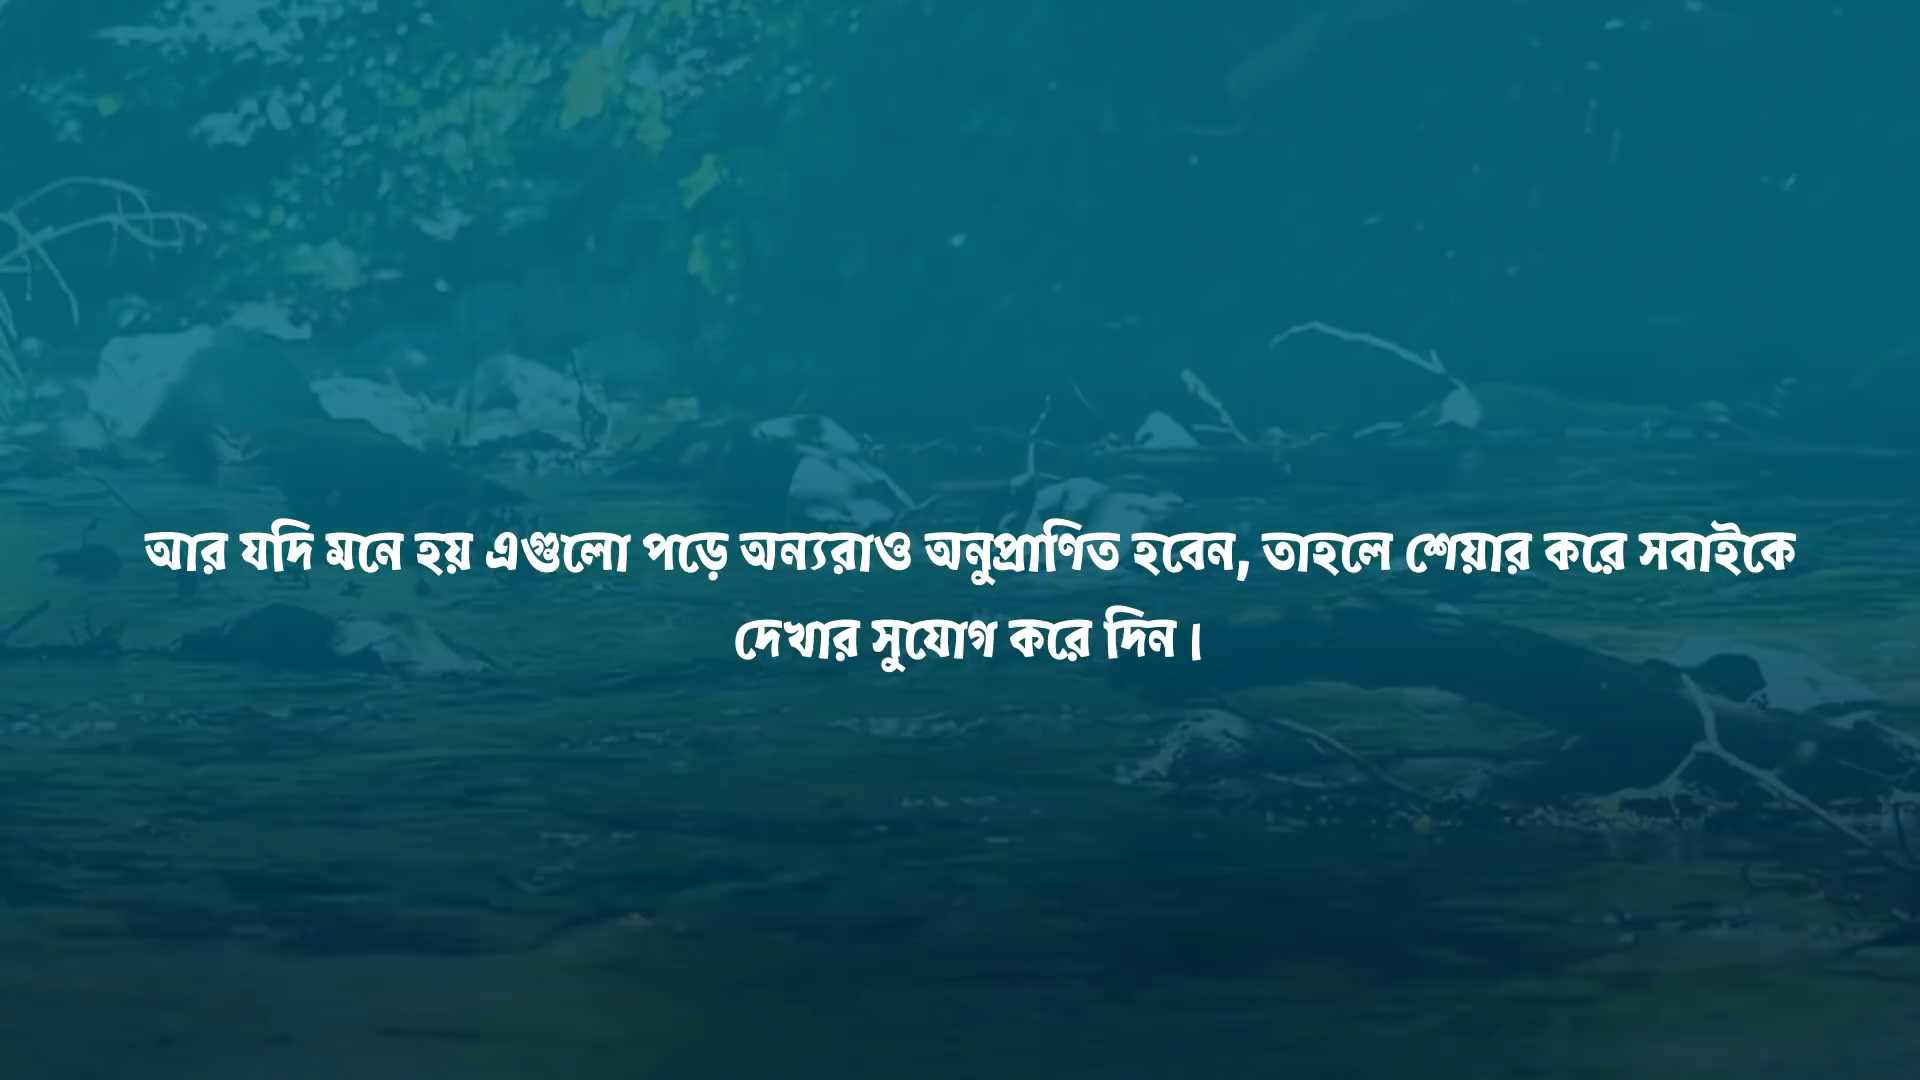 আর যদি মনে হয় এগুলো পড়ে অন্যরাও অনুপ্রাণিত হবেন, তাহলে শেয়ার করে সবাইকে
দেখার সুযোগ করে দিন।